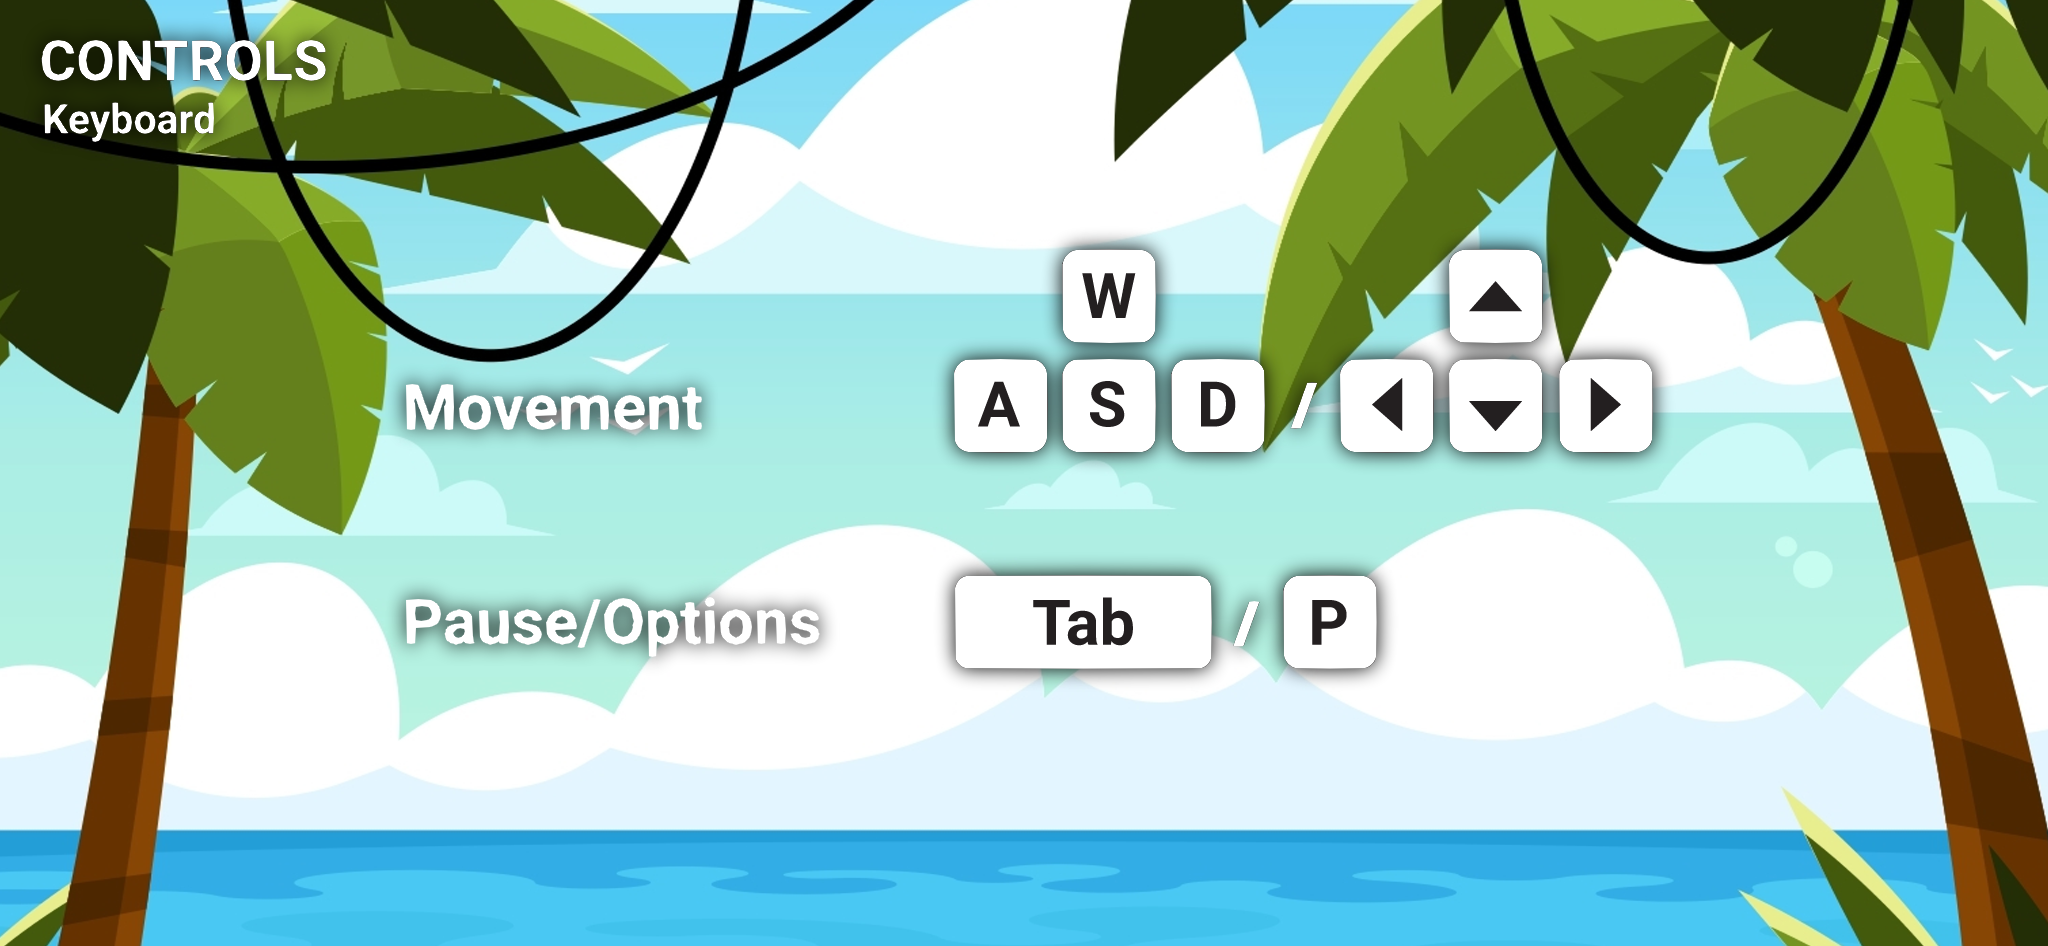 CONTROLS
Keyboard
W
Movement A S D /
Pause/Options Tab / P